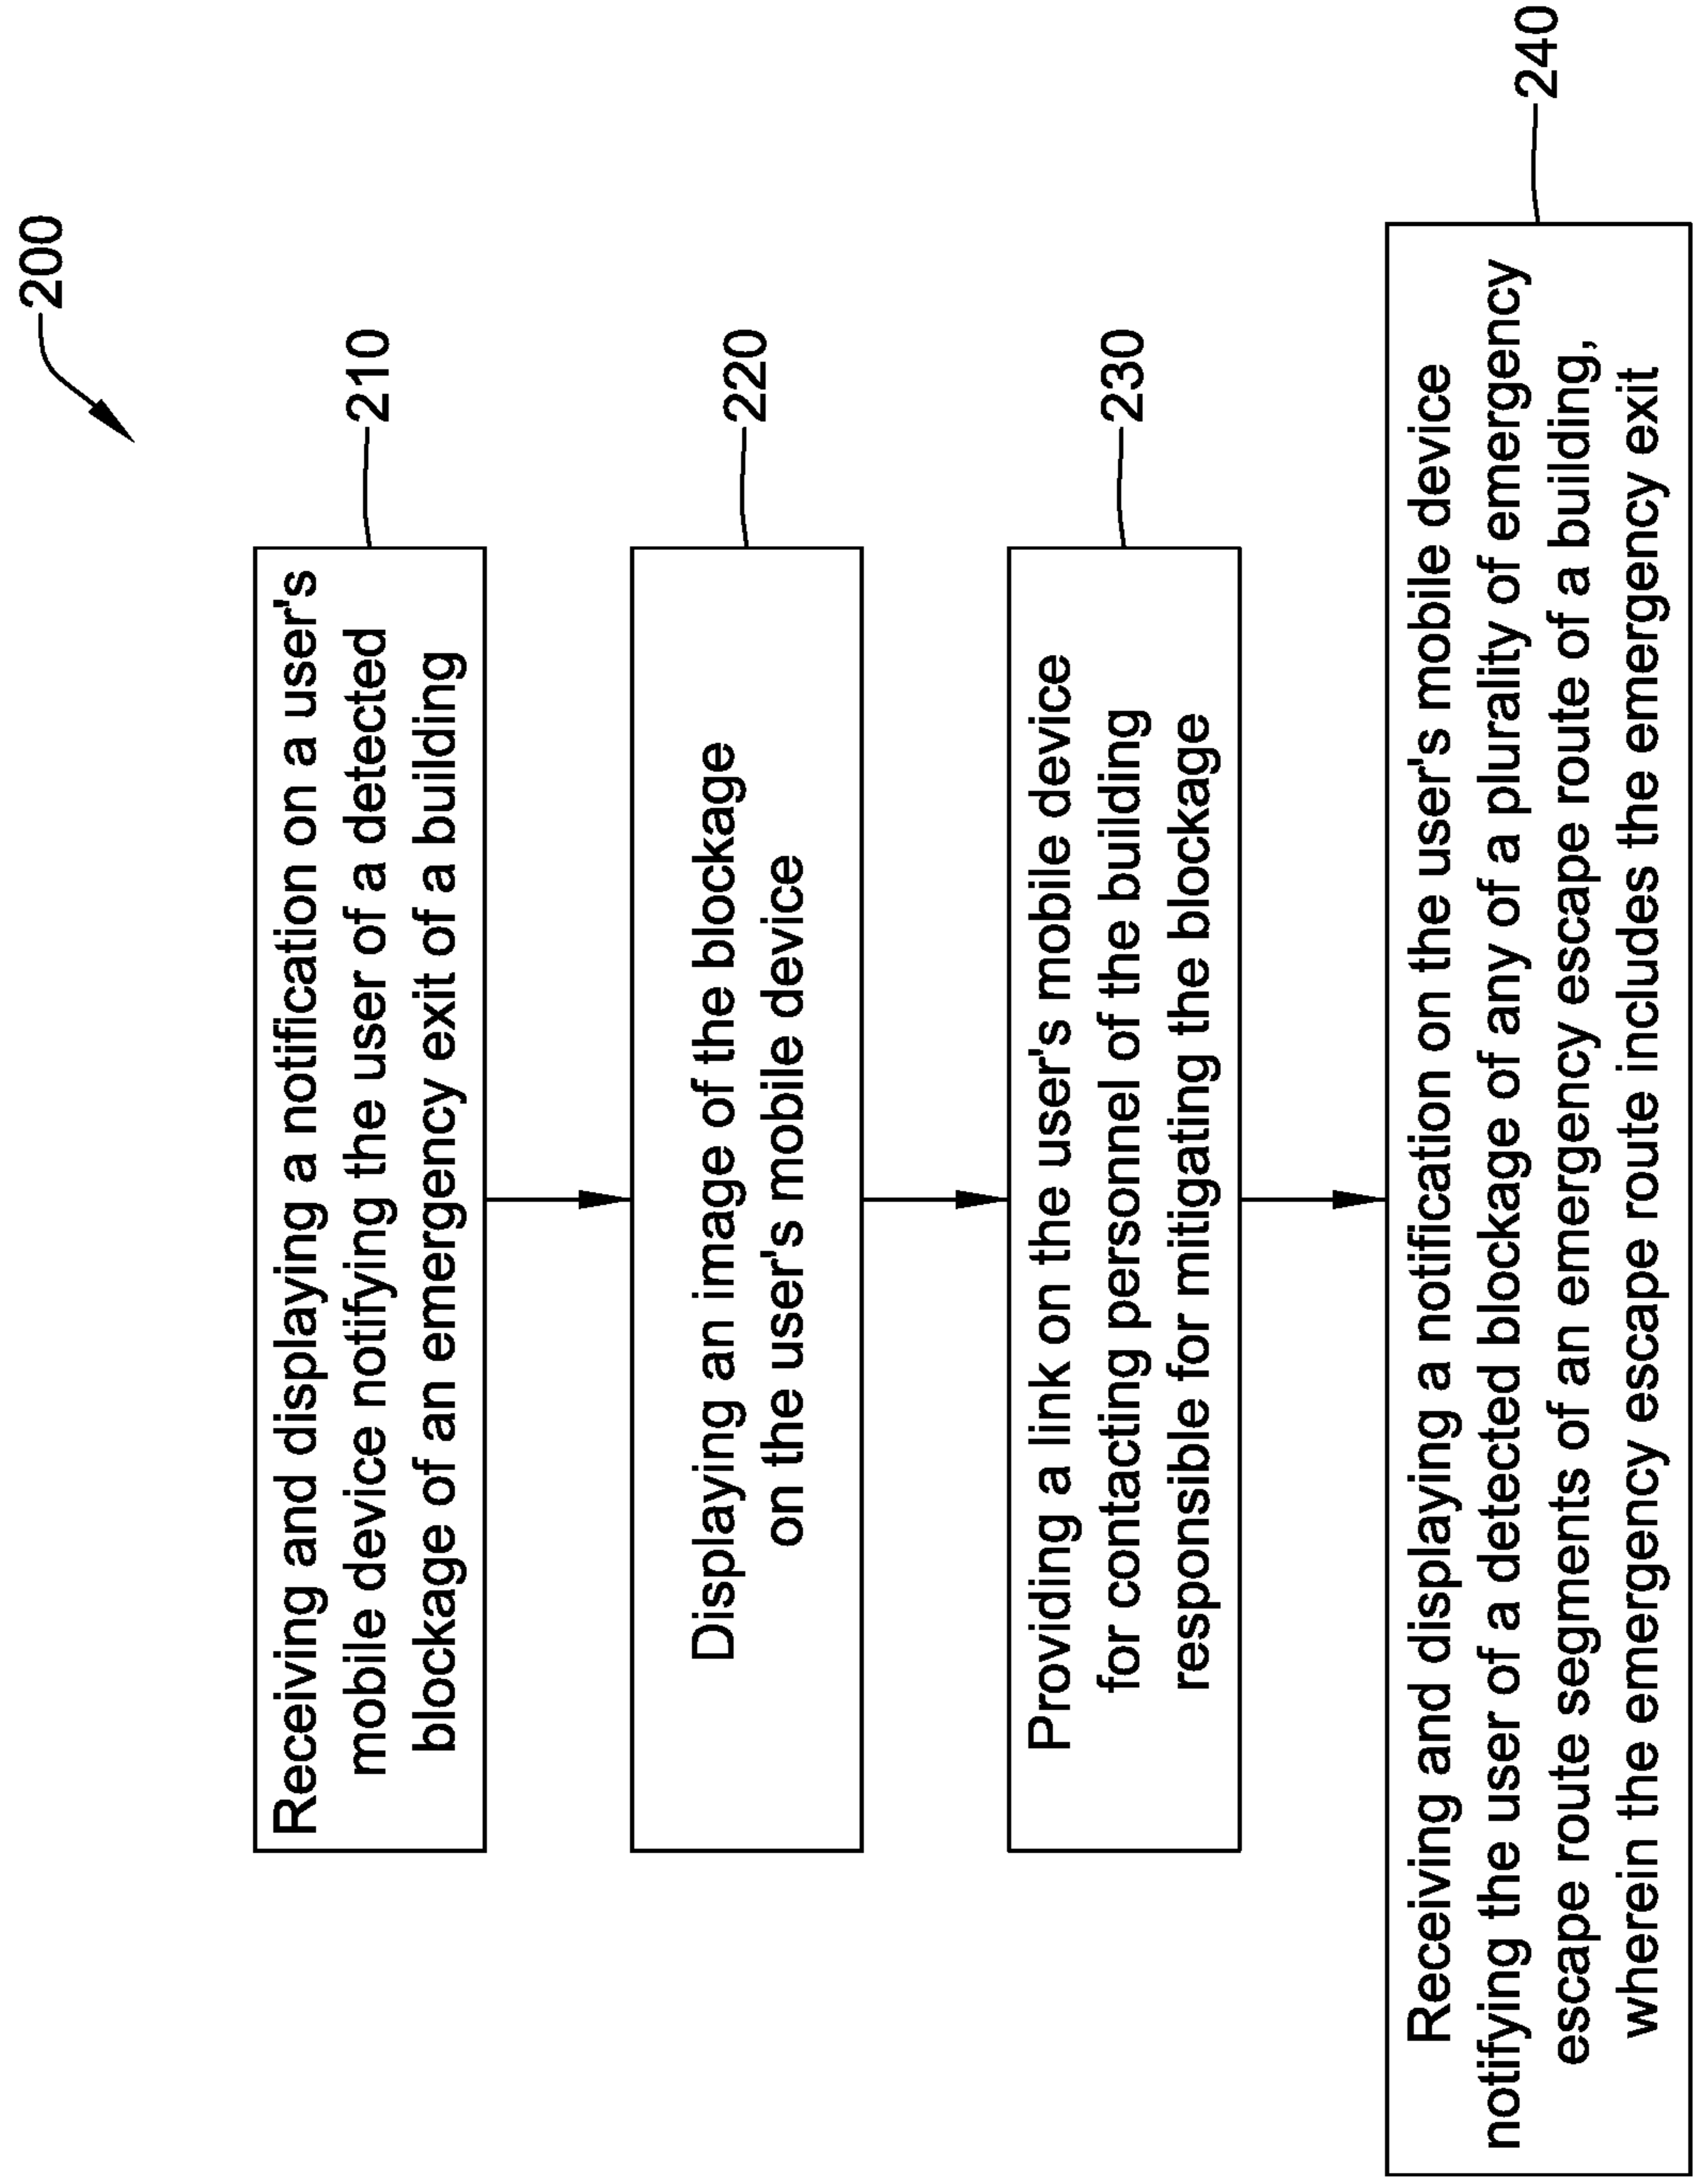 200
Receiving and displaying a notification on a user's
mobile device notifying the user of a detected
blockage of an emergency exit of a building
210
Displaying an image of the blockage
on the user's mobile device
220
Providing a link on the user's mobile device
for contacting personnel of the building
responsible for mitigating the blockage
230
Receiving and displaying a notification on the user's mobile device
notifying the user of a detected blockage of any of a plurality of emergency
escape route segments of an emergency escape route of a building,
wherein the emergency escape route includes the emergency exit
240